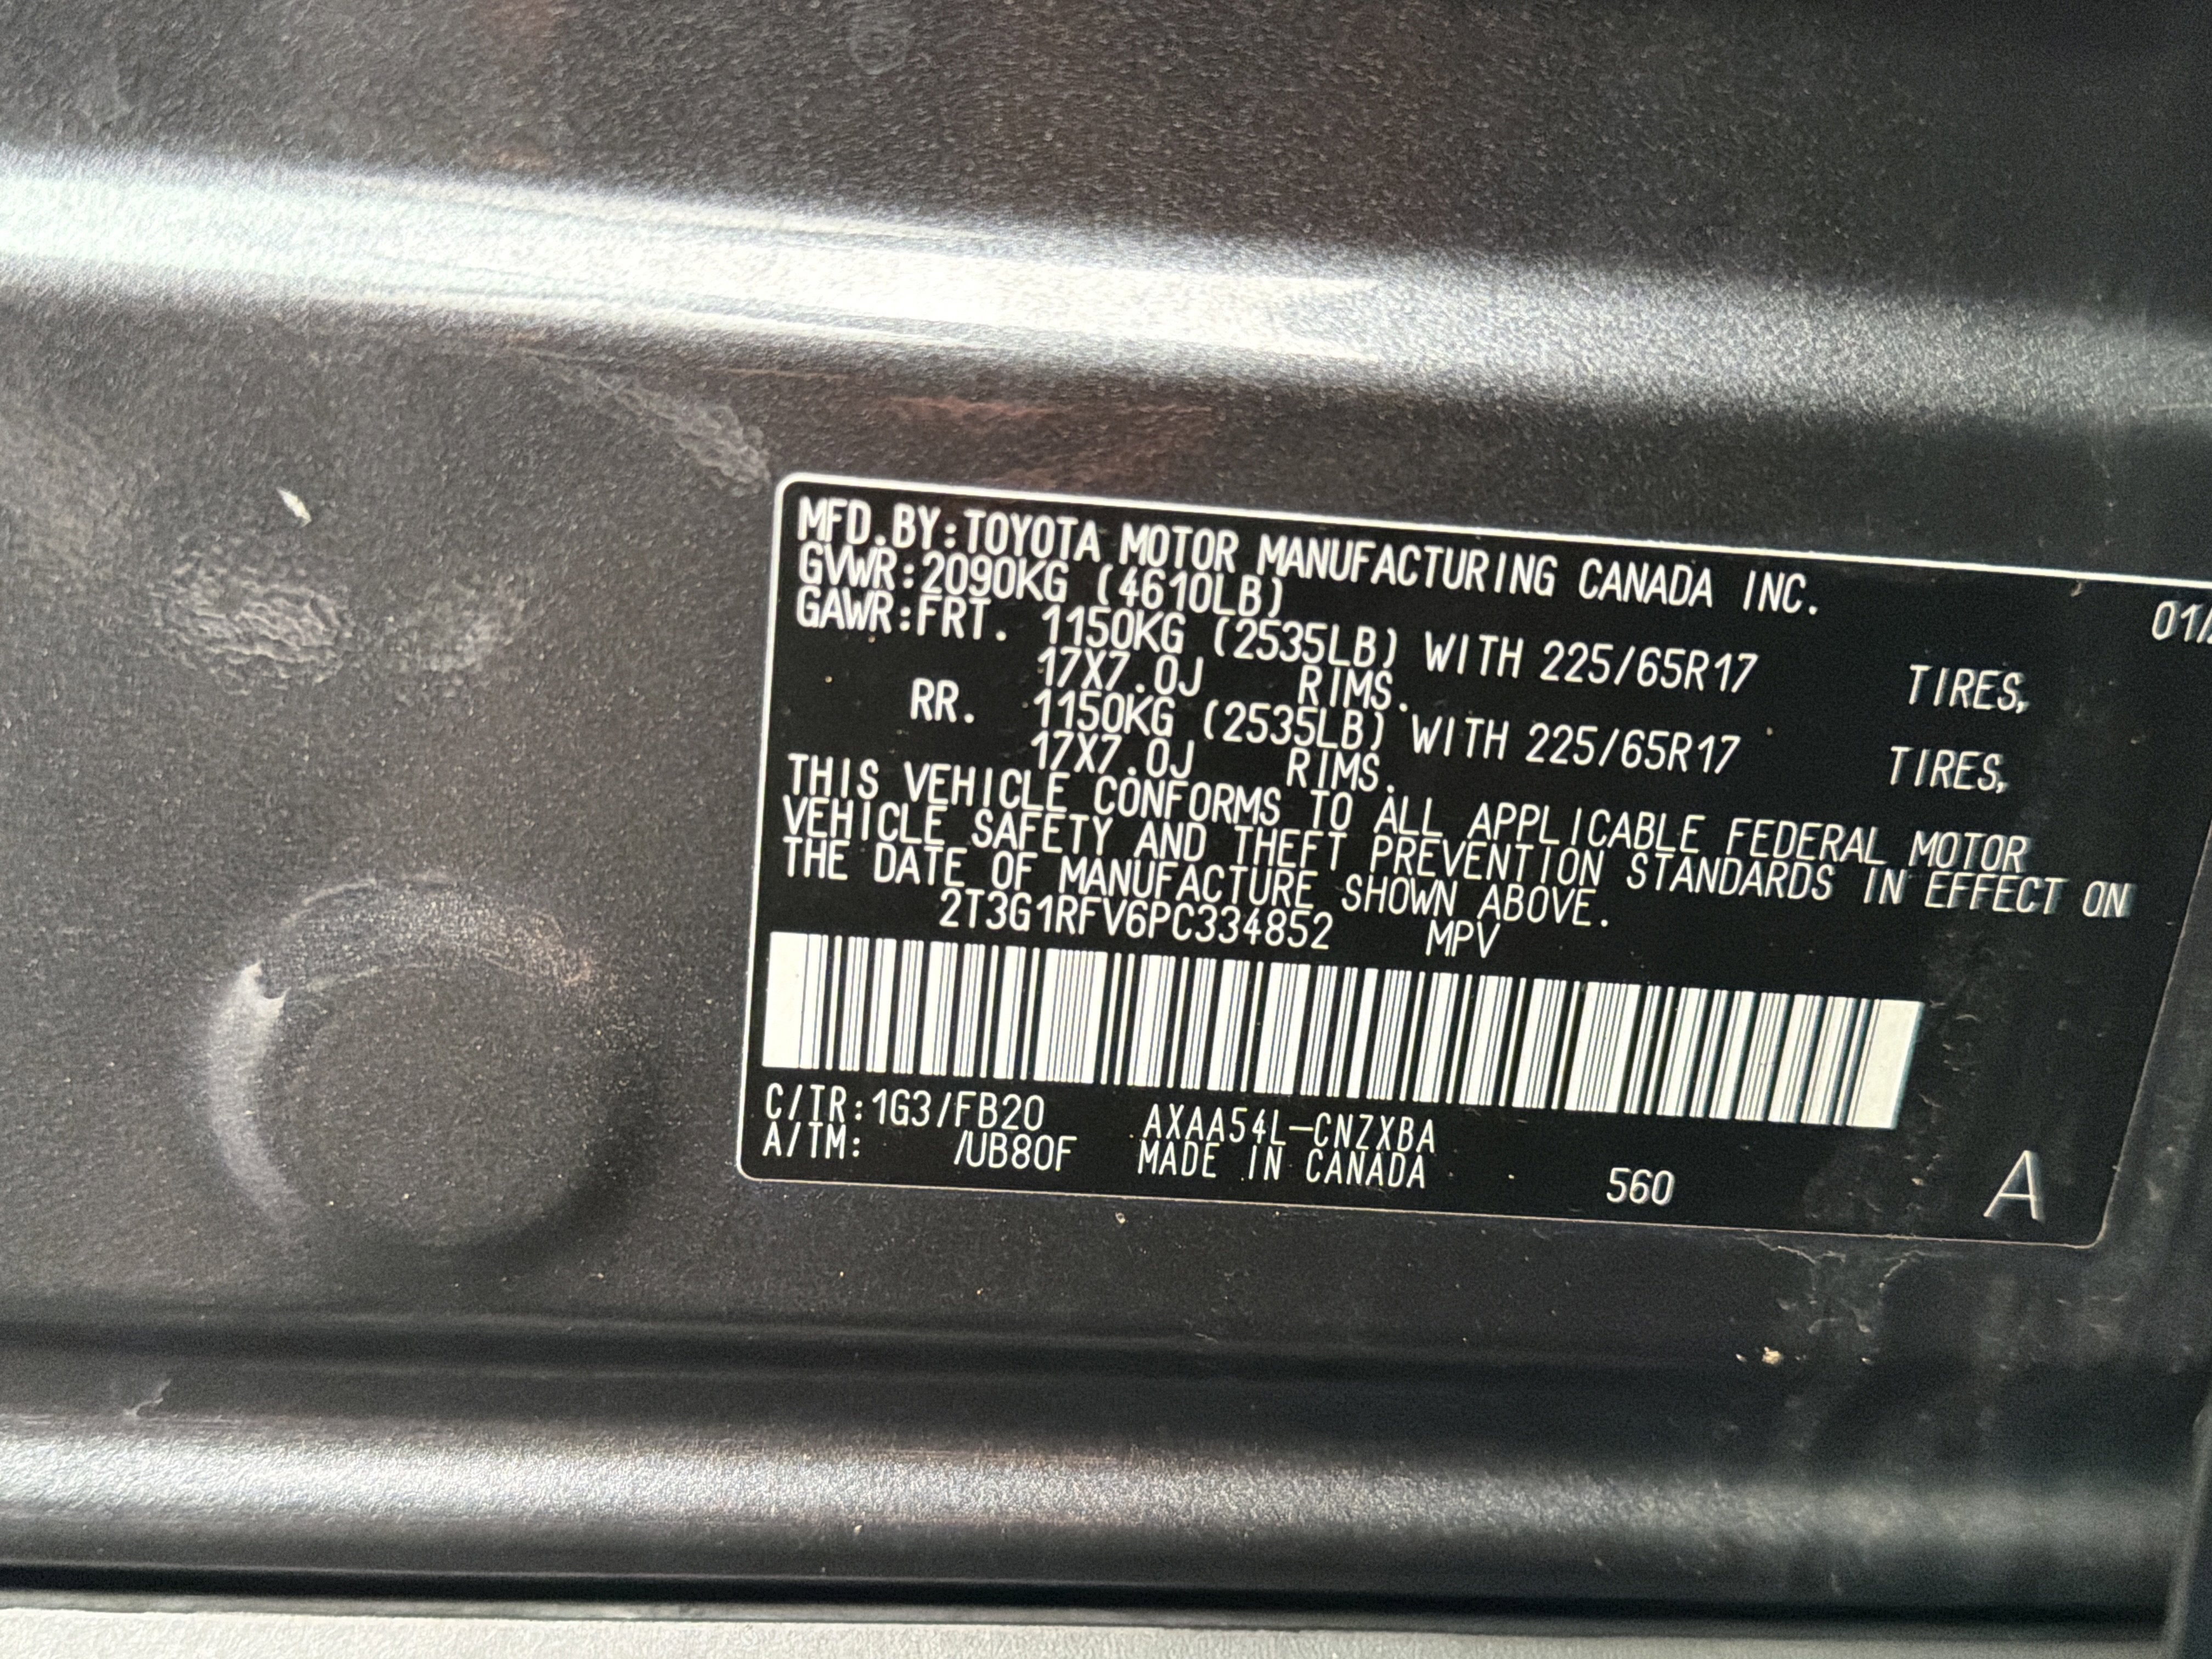 MFD.BY:TOYOTA MOTOR MANUFACTURING CANADA INC.
01/
GVWR:2090KG (4610LB)
GAWR:FRT. 1150KG (2535LB) WITH 225/65R17 TIRES,
17X7.0J RIMS.
RR. 1150KG (2535LB) WITH 225/65R17 TIRES,
17X7.0J RIMS.
THIS VEHICLE CONFORMS TO ALL APPLICABLE FEDERAL MOTOR
VEHICLE SAFETY AND THEFT PREVENTION STANDARDS IN EFFECT ON
THE DATE OF MANUFACTURE SHOWN ABOVE.
2T3G1RFV6PC334852 MPV
C/TR:1G3/FB20 AXAA54L-CNZXBA
A/TM: /UB80F MADE IN CANADA 560 A